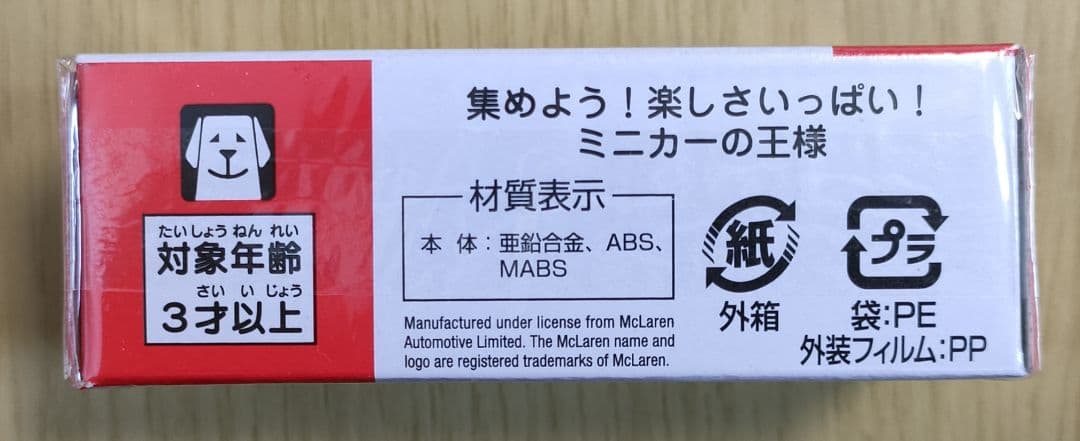 たいしょうねんれい
対象年齢
さいいじょう
3才以上
集めよう!楽しさいっぱい!
ミニカーの王様
材質表示
本体:亜鉛合金、ABS、
MABS
Manufactured under license from McLaren
Automotive Limited. The McLaren name and
logo are registered trademarks of McLaren.
紙
外箱
プラ
袋:PE
外装フィルム:PP